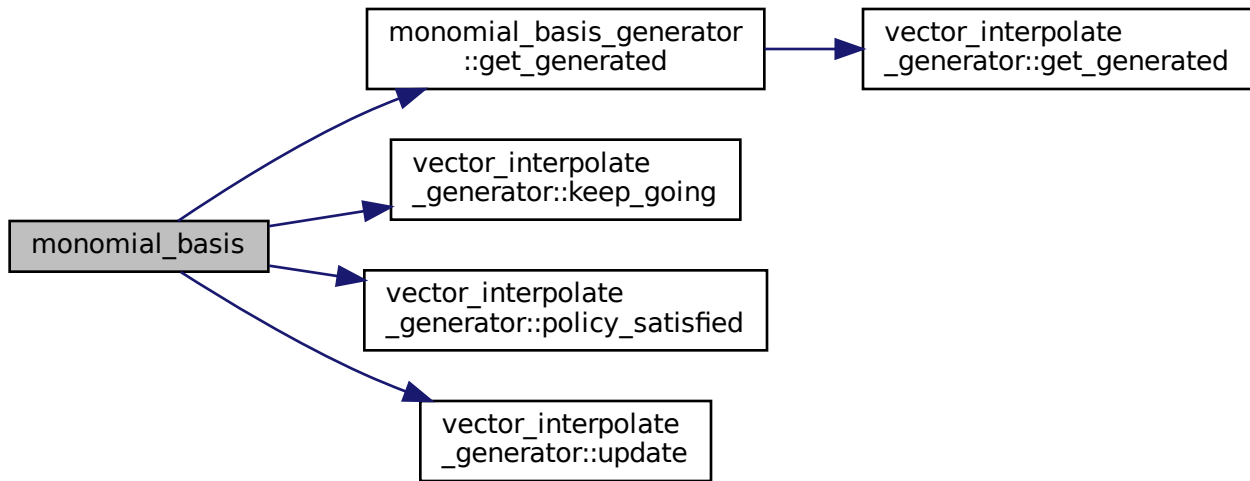 monomial_basis_generator
::get_generated
vector_interpolate
_generator::get_generated
vector_interpolate
_generator::keep_going
monomial_basis
vector_interpolate
_generator::policy_satisfied
vector_interpolate
_generator::update